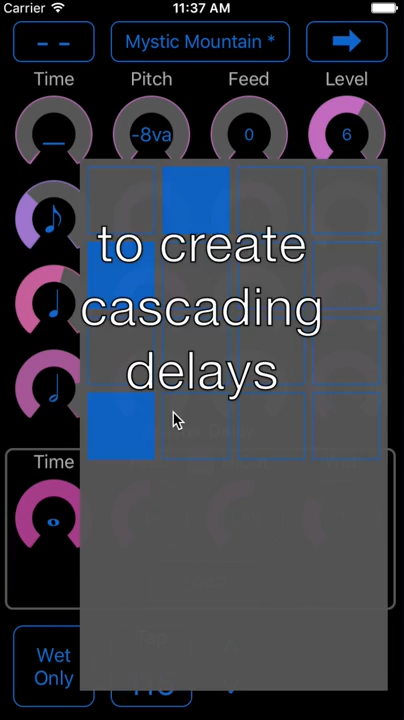 Carrier 11:37 AM
– – Mystic Mountain *
Time Pitch Feed Level
-8va 0 6
to create
cascading
delays
Time
Wet
Only
Tap